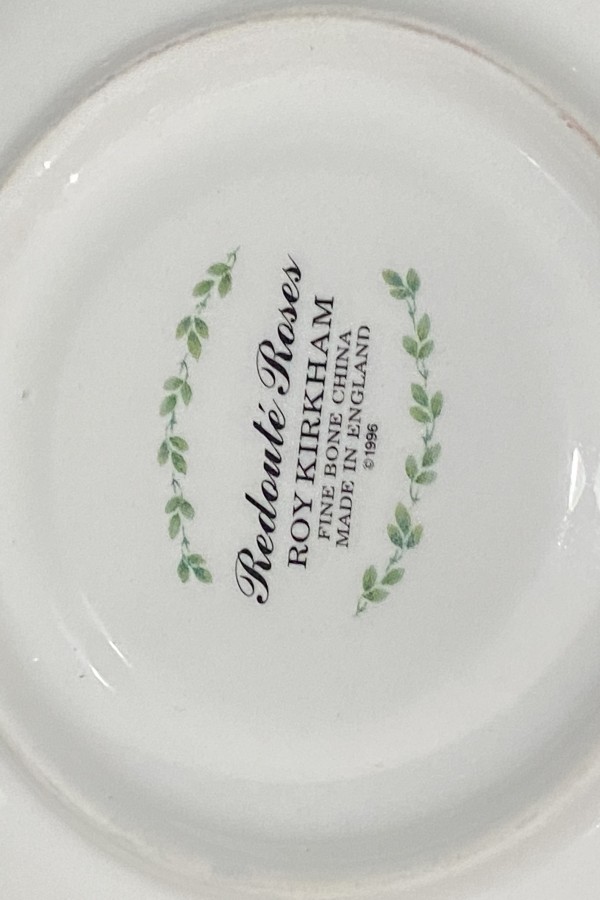 Redouté Roses
ROY KIRKHAM
FINE BONE CHINA
MADE IN ENGLAND
©1996